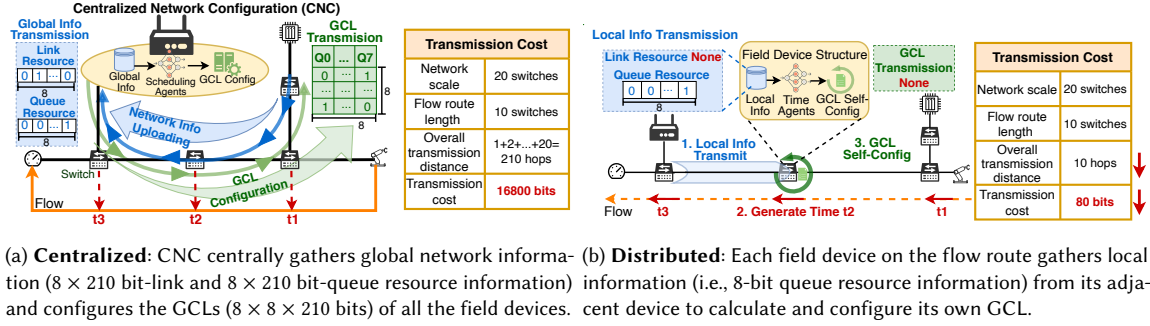 Centralized Network Configuration (CNC)
Global Info
Transmission
Link
Resource
0 1 ... 0
8
Queue
Resource
0 0 ... 1
8
Global
Info
Scheduling
Agents
GCL Config
GCL
Transmision
Q0 ... Q7
0 ... 1
... ... ...
1 ... 0
8
8
Network Info
Uploading
GCL
Configuration
Switch
Flow
t3
t2
t1
Transmission Cost
Network
scale
20 switches
Flow route
length
10 switches
Overall
transmission
distance
1+2+...+20=
210 hops
Transmission
cost
16800 bits
(a) Centralized: CNC centrally gathers global network informa-
tion (8 × 210 bit-link and 8 × 210 bit-queue resource information)
and configures the GCLs (8 × 8 × 210 bits) of all the field devices.
Local Info Transmission
Link Resource None
Queue Resource
0 0 ... 1
8
Field Device Structure
Local
Info
Time
Agents
GCL Self-
Config
GCL
Transmission
None
1. Local Info
Transmit
3. GCL
Self-Config
Flow
t3
2. Generate Time t2
t1
Transmission Cost
Network scale
20 switches
Flow route
length
10 switches
Overall
transmission
distance
10 hops
Transmission
cost
80 bits
(b) Distributed: Each field device on the flow route gathers local
information (i.e., 8-bit queue resource information) from its adja-
cent device to calculate and configure its own GCL.